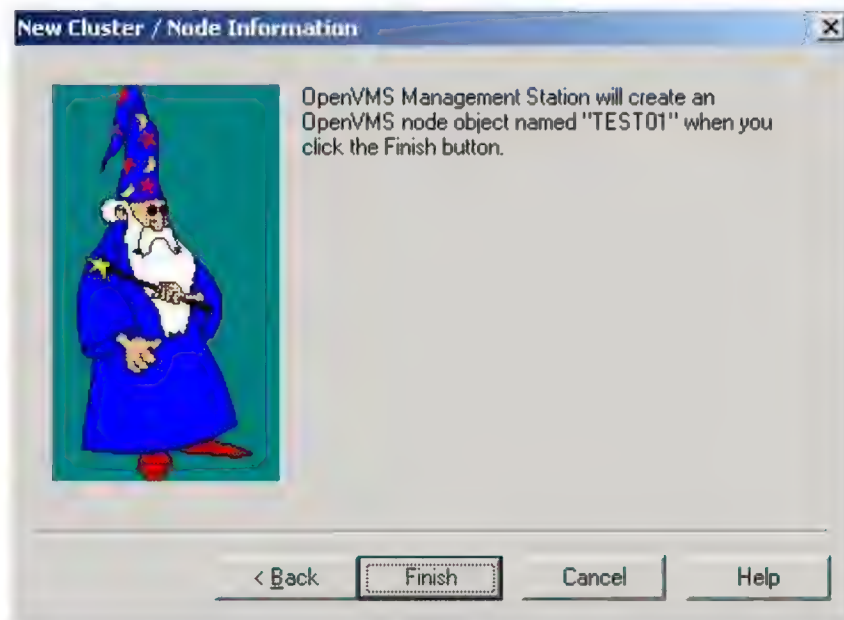 New Cluster / Node Information
OpenVMS Management Station will create an
OpenVMS node object named "TEST01" when you
click the Finish button.
< Back
Finish
Cancel
Help